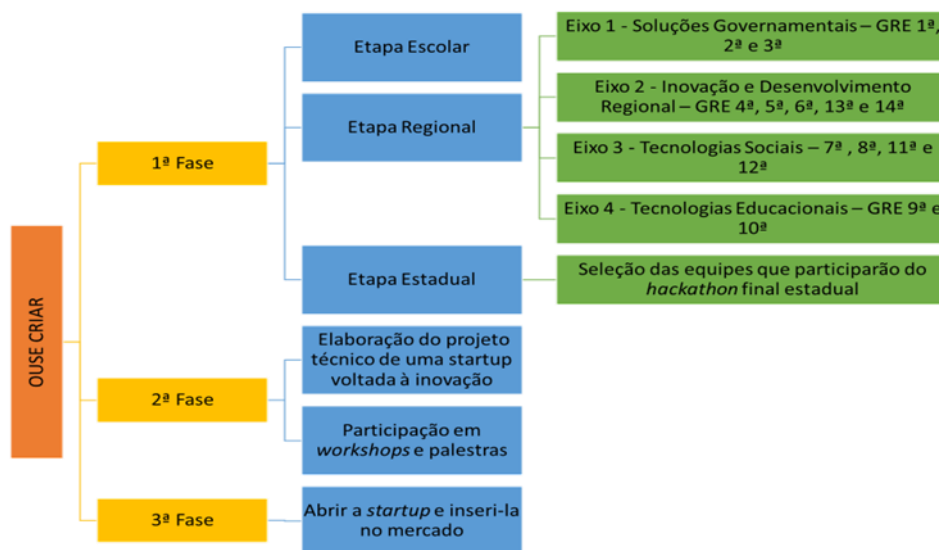 OUSE CRIAR
1ª Fase
Etapa Escolar
Etapa Regional
Eixo 1 - Soluções Governamentais – GRE 1ª,
2ª e 3ª
Eixo 2 - Inovação e Desenvolvimento
Regional – GRE 4ª, 5ª, 6ª, 13ª e 14ª
Eixo 3 - Tecnologias Sociais – 7ª , 8ª, 11ª e
12ª
Eixo 4 - Tecnologias Educacionais – GRE 9ª e
10ª
Etapa Estadual
Seleção das equipes que participarão do
hackathon final estadual
2ª Fase
Elaboração do projeto
técnico de uma startup
voltada à inovação
Participação em
workshops e palestras
3ª Fase
Abrir a startup e inseri-la
no mercado